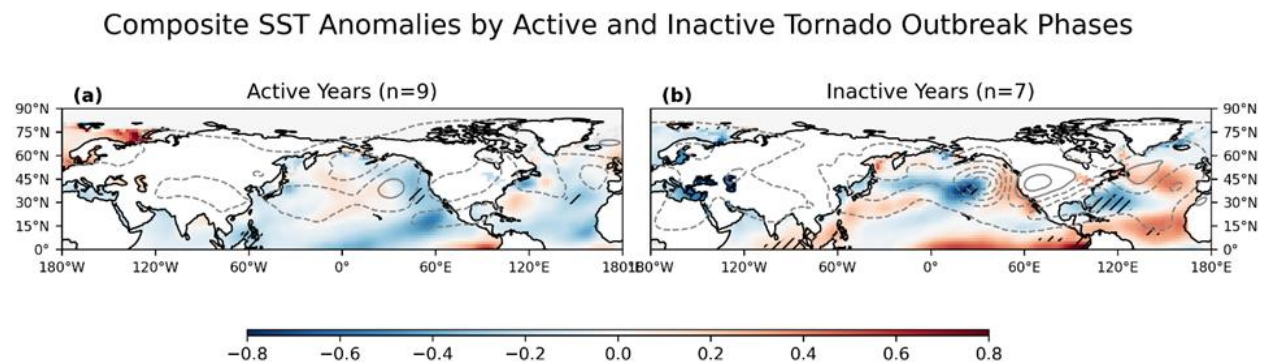 Composite SST Anomalies by Active and Inactive Tornado Outbreak Phases
(a) Active Years (n=9)
(b) Inactive Years (n=7)
90°N
75°N
60°N
45°N
30°N
15°N
0°
180°W 120°W 60°W 0° 60°E 120°E 180°E
180°W 120°W 60°W 0° 60°E 120°E 180°E
90°N
75°N
60°N
45°N
30°N
15°N
0°
−0.8 −0.6 −0.4 −0.2 0.0 0.2 0.4 0.6 0.8